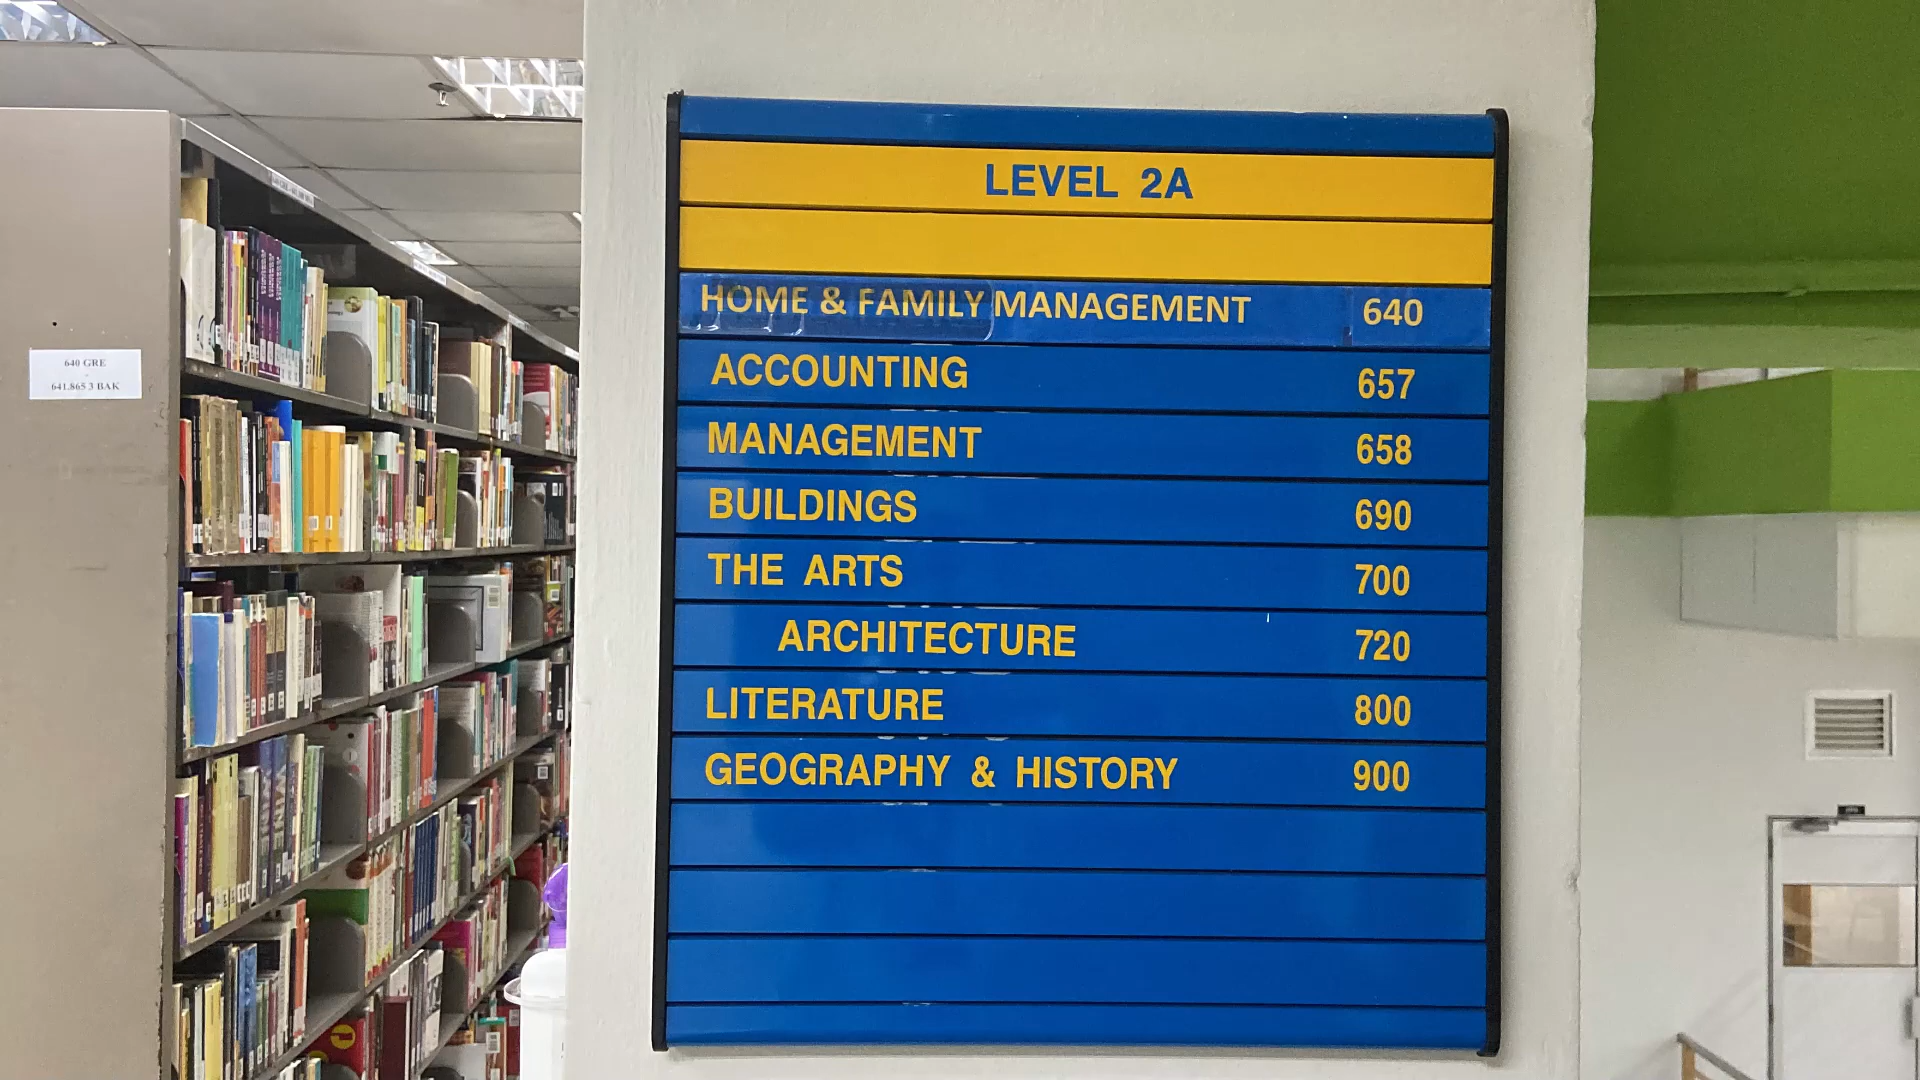 640 GRE
-
641.865 3 BAK
LEVEL 2A
HOME & FAMILY MANAGEMENT 640
ACCOUNTING 657
MANAGEMENT 658
BUILDINGS 690
THE ARTS 700
ARCHITECTURE 720
LITERATURE 800
GEOGRAPHY & HISTORY 900